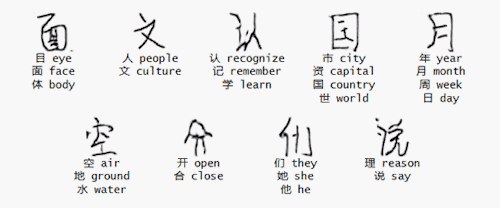 面 文 认 国 月
目 eye 人 people 认 recognize 市 city 年 year
面 face 文 culture 记 remember 资 capital 月 month
体 body 学 learn 国 country 周 week
世 world 日 day
空 们 说
空 air 开 open 们 they 理 reason
地 ground 合 close 她 she 说 say
水 water 他 he